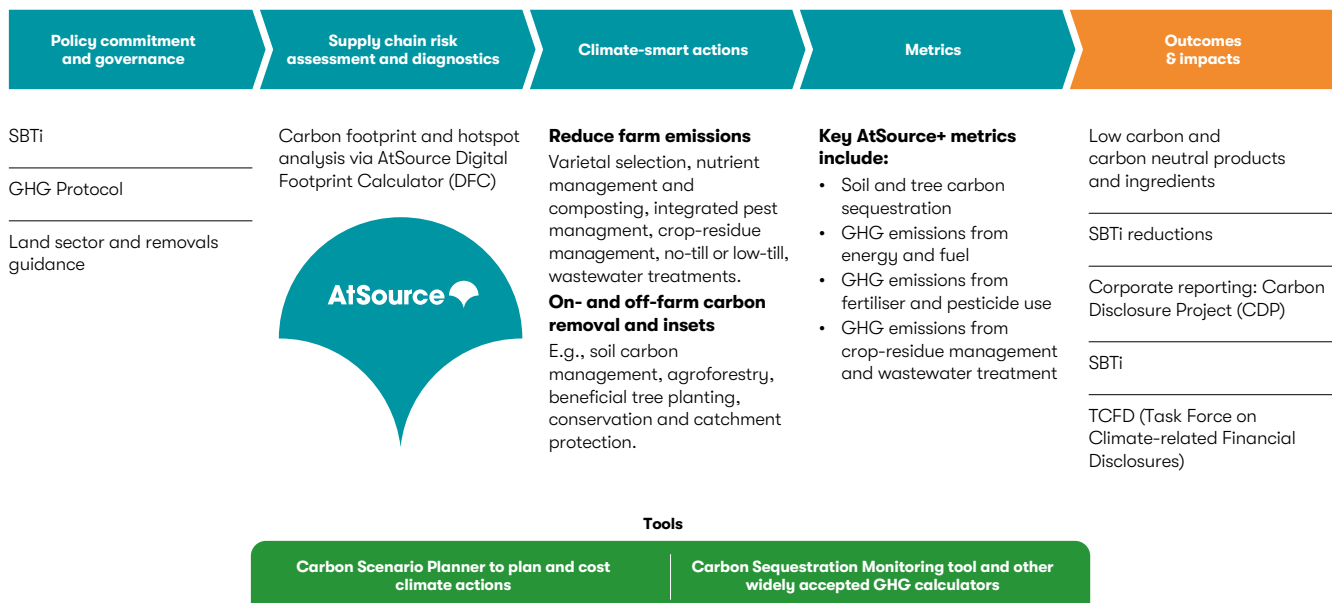 Policy commitment
and governance
Supply chain risk
assessment and diagnostics
Climate-smart actions
Metrics
Outcomes
& impacts
SBTi
GHG Protocol
Land sector and removals
guidance
Carbon footprint and hotspot
analysis via AtSource Digital
Footprint Calculator (DFC)
AtSource
Reduce farm emissions
Varietal selection, nutrient
management and
composting, integrated pest
managment, crop-residue
management, no-till or low-till,
wastewater treatments.
On- and off-farm carbon
removal and insets
E.g., soil carbon
management, agroforestry,
beneficial tree planting,
conservation and catchment
protection.
Key AtSource+ metrics
include:
• Soil and tree carbon
sequestration
• GHG emissions from
energy and fuel
• GHG emissions from
fertiliser and pesticide use
• GHG emissions from
crop-residue management
and wastewater treatment
Low carbon and
carbon neutral products
and ingredients
SBTi reductions
Corporate reporting: Carbon
Disclosure Project (CDP)
SBTi
TCFD (Task Force on
Climate-related Financial
Disclosures)
Tools
Carbon Scenario Planner to plan and cost
climate actions
Carbon Sequestration Monitoring tool and other
widely accepted GHG calculators